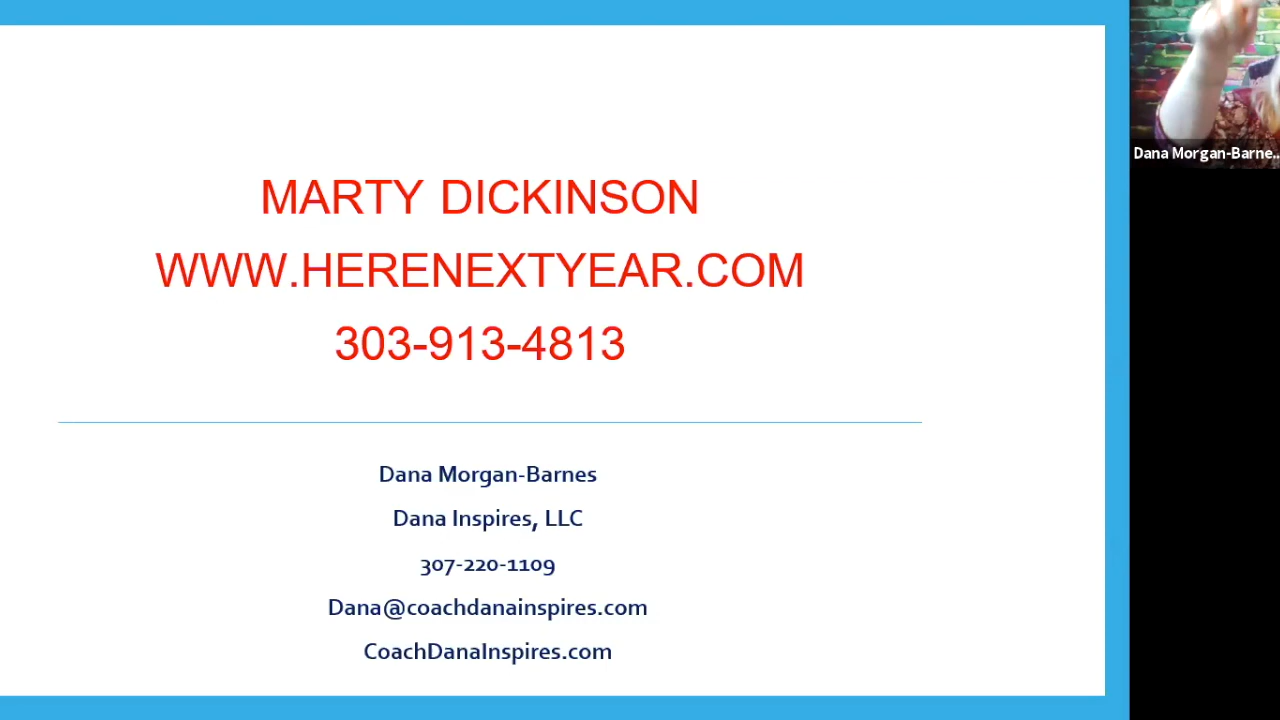 MARTY DICKINSON
WWW.HERENEXTYEAR.COM
303-913-4813
Dana Morgan-Barnes
Dana Inspires, LLC
307-220-1109
Dana@coachdanainspires.com
CoachDanaInspires.com
Dana Morgan-Barne...